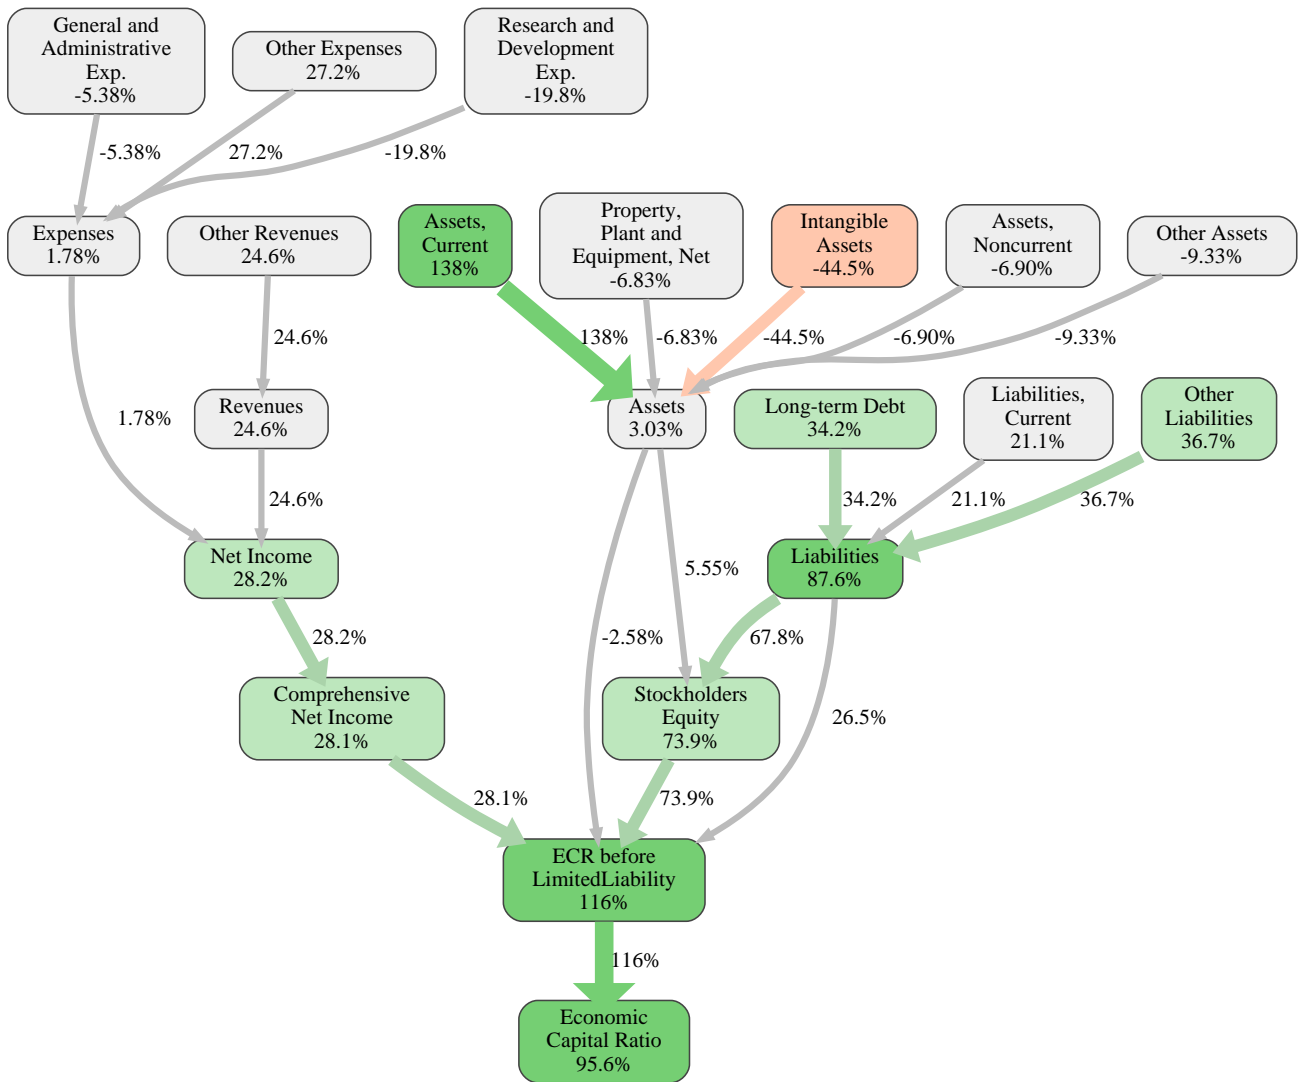 General and
Administrative
Exp.
-5.38%
Other Expenses
27.2%
Research and
Development
Exp.
-19.8%
-5.38%
27.2%
-19.8%
Expenses
1.78%
Other Revenues
24.6%
Assets,
Current
138%
Property,
Plant and
Equipment, Net
-6.83%
Intangible
Assets
-44.5%
Assets,
Noncurrent
-6.90%
Other Assets
-9.33%
24.6%
138%
-6.83%
-44.5%
-6.90%
-9.33%
1.78%
Revenues
24.6%
Assets
3.03%
Long-term Debt
34.2%
Liabilities,
Current
21.1%
Other
Liabilities
36.7%
24.6%
34.2%
21.1%
36.7%
Net Income
28.2%
5.55%
Liabilities
87.6%
28.2%
-2.58%
67.8%
Comprehensive
Net Income
28.1%
Stockholders
Equity
73.9%
26.5%
28.1%
73.9%
ECR before
LimitedLiability
116%
116%
Economic
Capital Ratio
95.6%